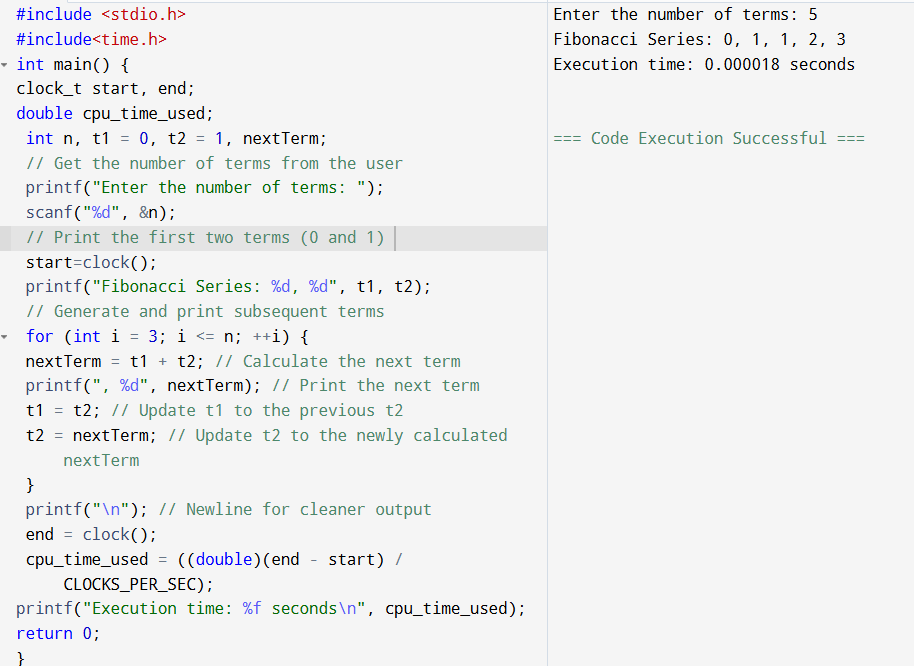 #include <stdio.h>
#include<time.h>
int main() {
clock_t start, end;
double cpu_time_used;
int n, t1 = 0, t2 = 1, nextTerm;
// Get the number of terms from the user
printf("Enter the number of terms: ");
scanf("%d", &n);
// Print the first two terms (0 and 1)
start=clock();
printf("Fibonacci Series: %d, %d", t1, t2);
// Generate and print subsequent terms
for (int i = 3; i <= n; ++i) {
nextTerm = t1 + t2; // Calculate the next term
printf(", %d", nextTerm); // Print the next term
t1 = t2; // Update t1 to the previous t2
t2 = nextTerm; // Update t2 to the newly calculated
nextTerm
}
printf("\n"); // Newline for cleaner output
end = clock();
cpu_time_used = ((double)(end - start) /
CLOCKS_PER_SEC);
printf("Execution time: %f seconds\n", cpu_time_used);
return 0;
}
Enter the number of terms: 5
Fibonacci Series: 0, 1, 1, 2, 3
Execution time: 0.000018 seconds
=== Code Execution Successful ===